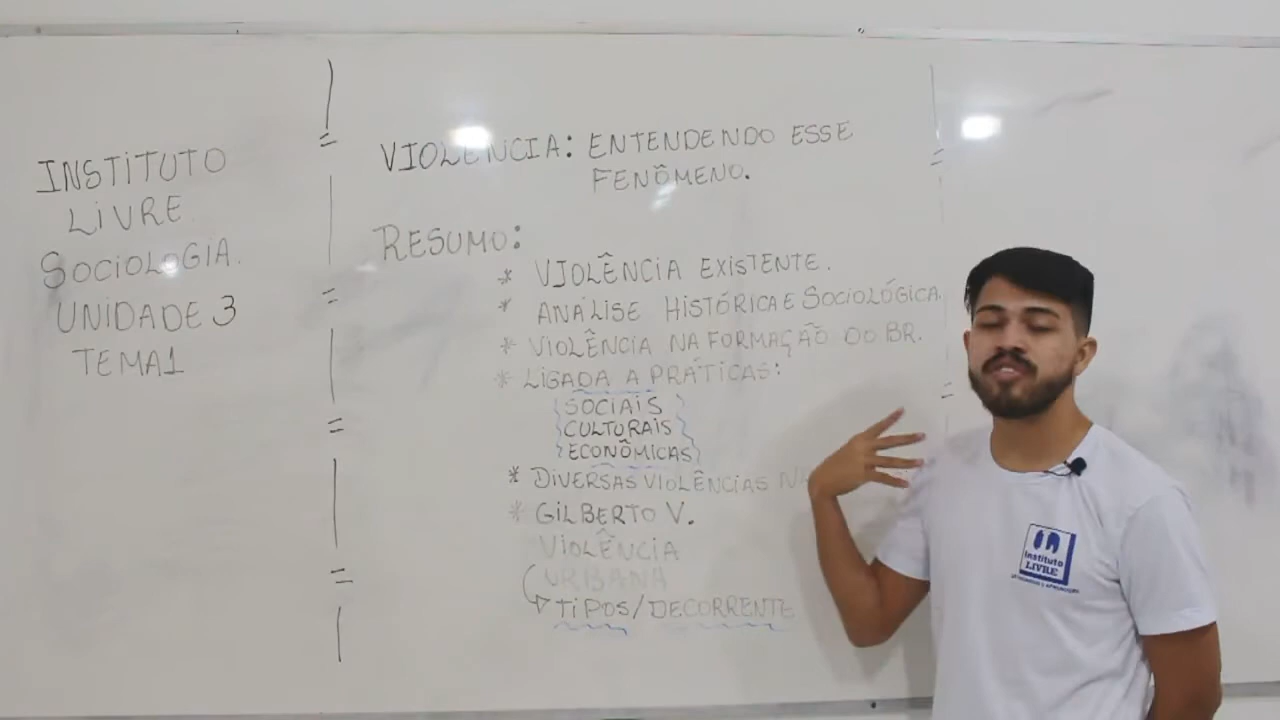 INSTITUTO
LIVRE
SOCIOLOGIA.
UNIDADE 3
TEMA 1
VIOLÊNCIA: ENTENDENDO ESSE
FENÔMENO.
RESUMO:
* VIOLÊNCIA EXISTENTE.
* ANÁLISE HISTÓRICA E SOCIOLÓGICA.
* VIOLÊNCIA NA FORMAÇÃO DO BR.
* LIGADA A PRÁTICAS:
SOCIAIS
CULTURAIS
ECONÔMICAS
* DIVERSAS VIOLÊNCIAS
* GILBERTO V.
VIOLÊNCIA
URBANA
TIPOS/DECORRENTE
Instituto
LIVRE